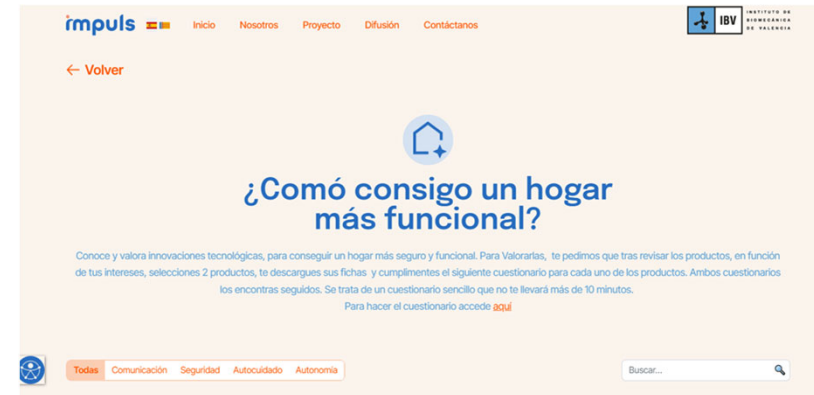 impuls Inicio Nosotros Proyecto Difusión Contáctanos
IBV INSTITUTO DE
BIOMECÁNICA
DE VALÈNCIA
← Volver
¿Comó consigo un hogar
más funcional?
Conoce y valora innovaciones tecnológicas, para conseguir un hogar más seguro y funcional. Para Valorarlas, te pedimos que tras revisar los productos, en función
de tus intereses, selecciones 2 productos, te descargues sus fichas y cumplimentes el siguiente cuestionario para cada uno de los productos. Ambos cuestionarios
los encontras seguidos. Se trata de un cuestionario sencillo que no te llevará más de 10 minutos.
Para hacer el cuestionario accede aquí
Todas Comunicación Seguridad Autocuidado Autonomia
Buscar...